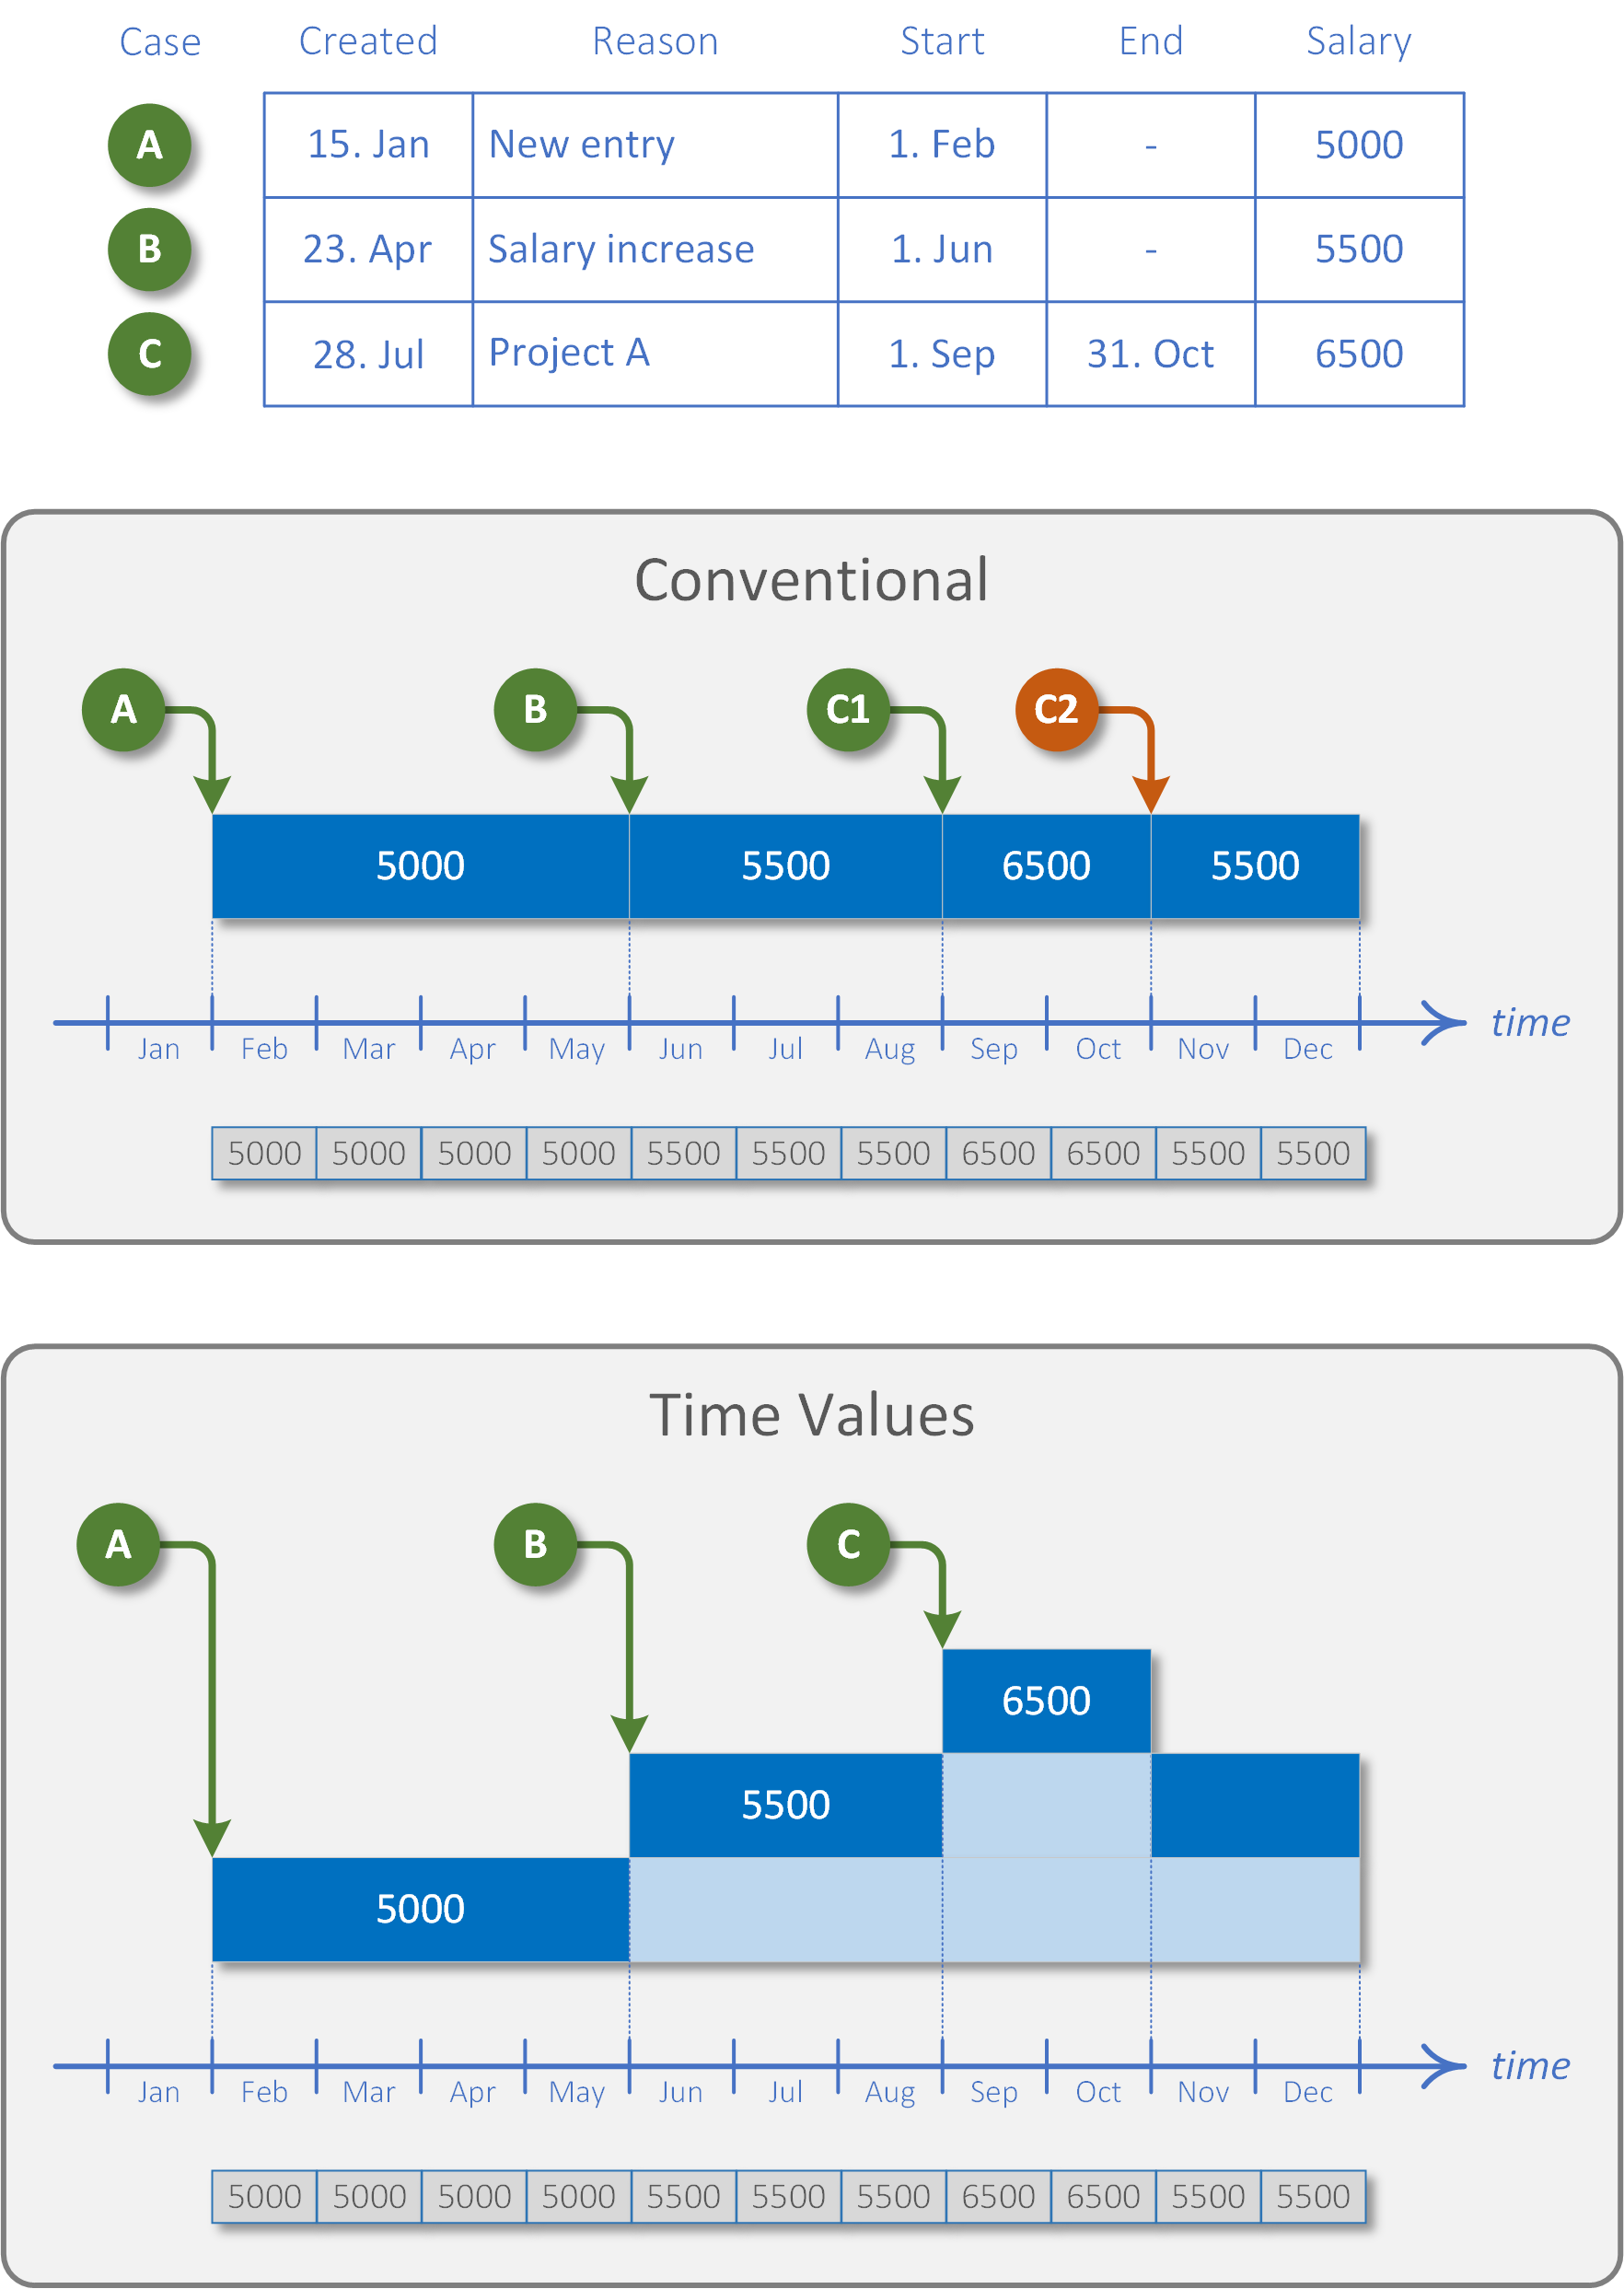 Case Created Reason Start End Salary
A 15. Jan New entry 1. Feb - 5000
B 23. Apr Salary increase 1. Jun - 5500
C 28. Jul Project A 1. Sep 31. Oct 6500
Conventional
A B C1 C2
5000 5500 6500 5500
time
Jan Feb Mar Apr May Jun Jul Aug Sep Oct Nov Dec
5000 5000 5000 5000 5500 5500 5500 6500 6500 5500 5500
Time Values
A B C
6500
5500
5000
time
Jan Feb Mar Apr May Jun Jul Aug Sep Oct Nov Dec
5000 5000 5000 5000 5500 5500 5500 6500 6500 5500 5500